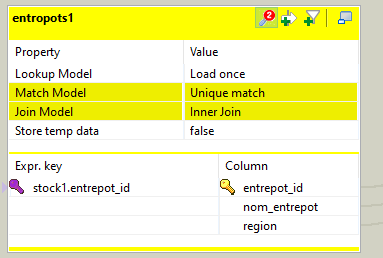 entropots1
Property Value
Lookup Model Load once
Match Model Unique match
Join Model Inner Join
Store temp data false
Expr. key Column
stock1.entrepot_id entrepot_id
nom_entrepot
region